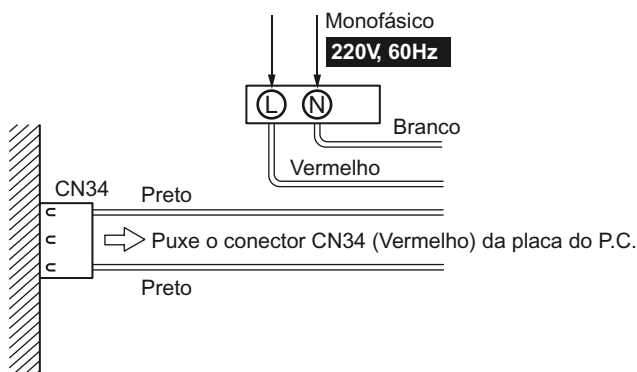 Monofásico
220V, 60Hz
L N
Branco
Vermelho
CN34
Preto
Puxe o conector CN34 (Vermelho) da placa do P.C.
Preto